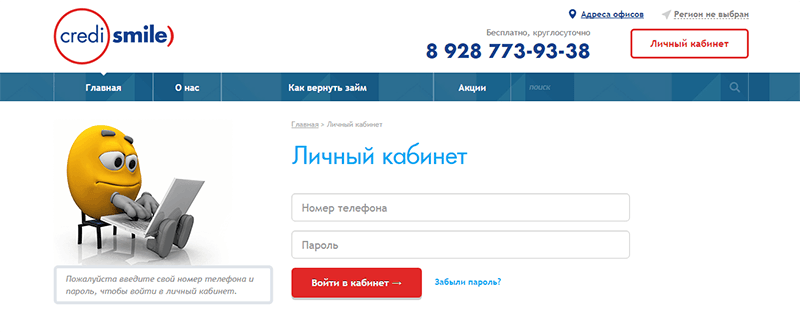 credi smile)
Адреса офисов
Регион не выбран
Бесплатно, круглосуточно
8 928 773-93-38
Личный кабинет
Главная
О нас
Как вернуть займ
Акции
поиск
Главная » Личный кабинет
Личный кабинет
Номер телефона
Пароль
Войти в кабинет →
Забыли пароль?
Пожалуйста введите свой номер телефона и
пароль, чтобы войти в личный кабинет.